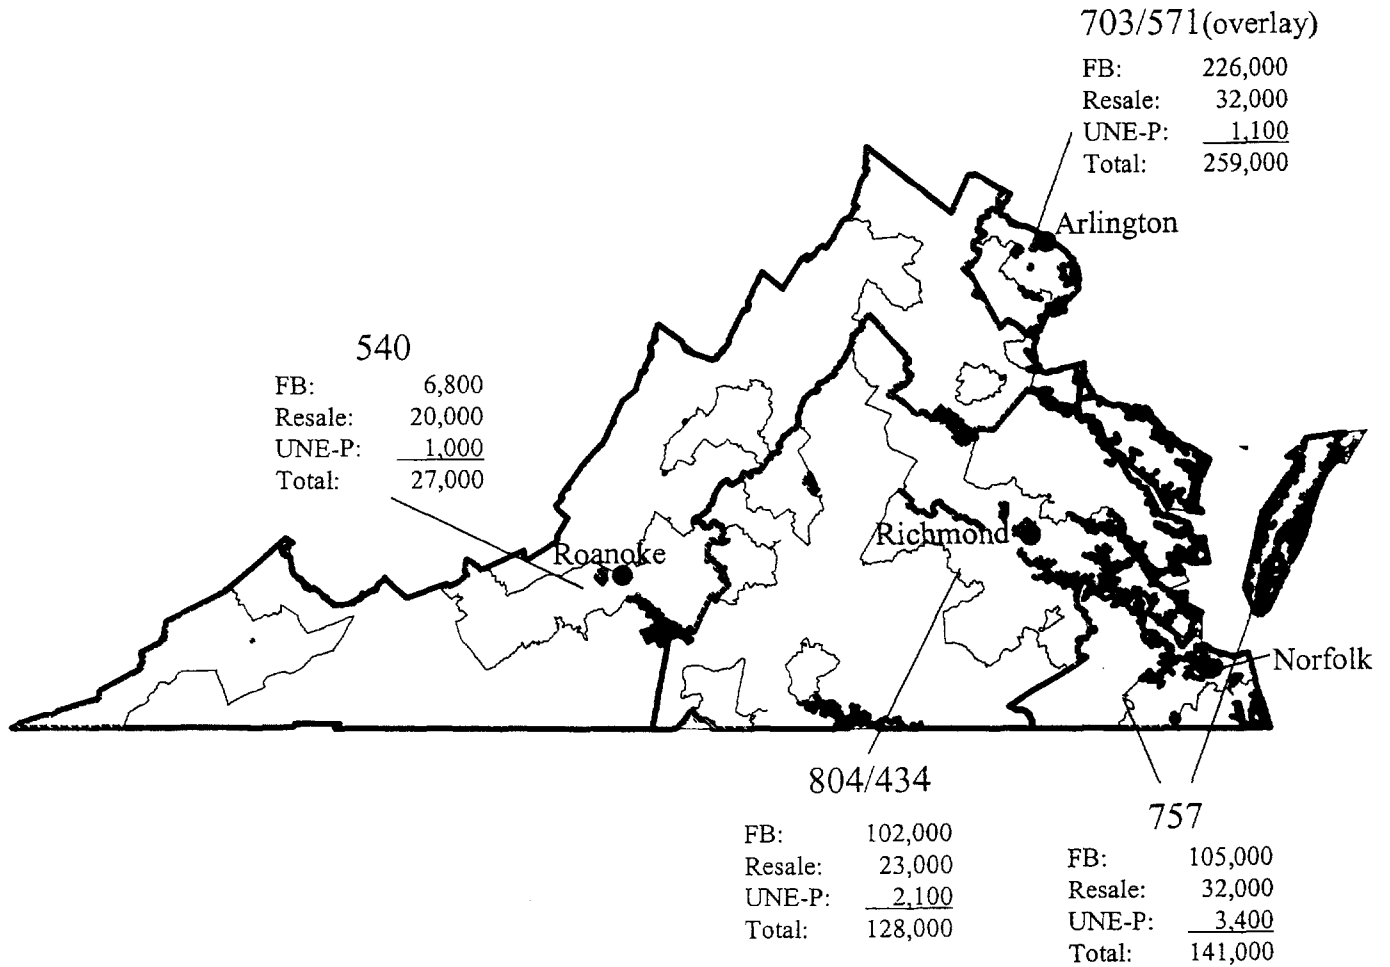 703/571(overlay)
FB: 226,000
Resale: 32,000
UNE-P: 1,100
Total: 259,000
Arlington
540
FB: 6,800
Resale: 20,000
UNE-P: 1,000
Total: 27,000
Roanoke
Richmond
Norfolk
804/434
FB: 102,000
Resale: 23,000
UNE-P: 2,100
Total: 128,000
757
FB: 105,000
Resale: 32,000
UNE-P: 3,400
Total: 141,000